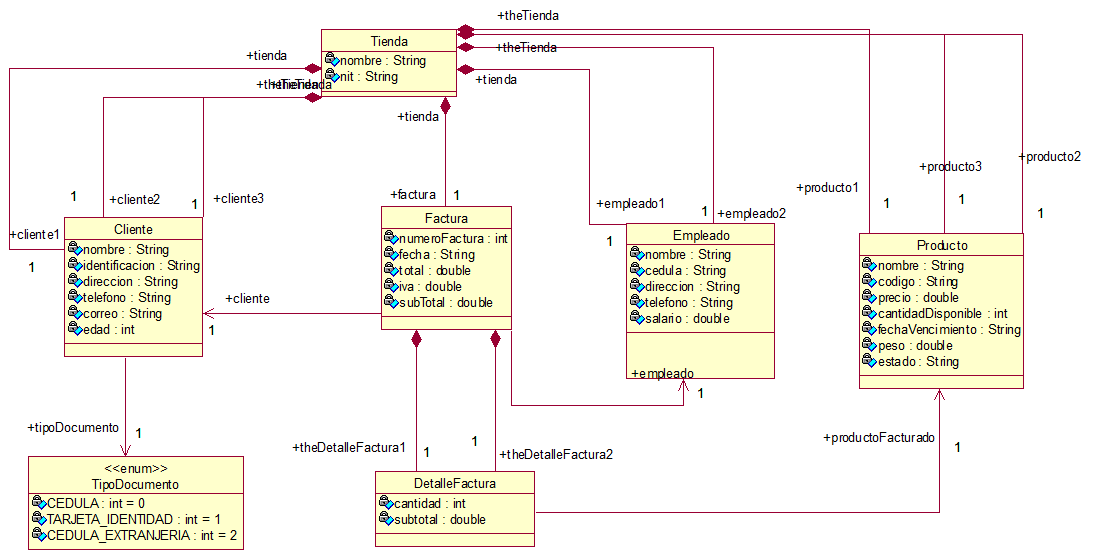 +theTienda
Tienda
nombre : String
nit : String
+tienda
+theTienda
+tienda
+theTienda
+theTienda
+tienda
+cliente1
1
1
+cliente2
1
+cliente3
+factura
1
+empleado1
1
1
+empleado2
+producto1
1
+producto3
1
+producto2
1
Cliente
nombre : String
identificacion : String
direccion : String
telefono : String
correo : String
edad : int
Factura
numeroFactura : int
fecha : String
total : double
iva : double
subTotal : double
Empleado
nombre : String
cedula : String
direccion : String
telefono : String
salario : double
Producto
nombre : String
codigo : String
precio : double
cantidadDisponible : int
fechaVencimiento : String
peso : double
estado : String
+cliente
1
+empleado
1
+tipoDocumento
1
+theDetalleFactura1
1
1
+theDetalleFactura2
+productoFacturado
1
<<enum>>
TipoDocumento
CEDULA : int = 0
TARJETA_IDENTIDAD : int = 1
CEDULA_EXTRANJERIA : int = 2
DetalleFactura
cantidad : int
subtotal : double